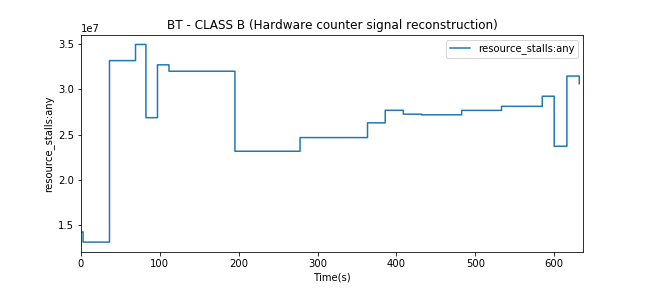 BT - CLASS B (Hardware counter signal reconstruction)
1e7
resource_stalls:any
3.5
3.0
2.5
2.0
1.5
resource_stalls:any
0 100 200 300 400 500 600
Time(s)